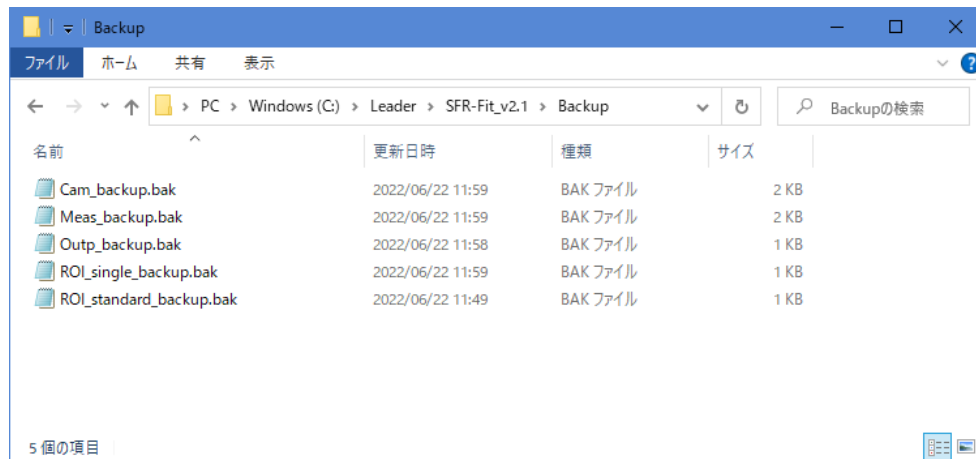 Backup
ファイル ホーム 共有 表示
PC > Windows (C:) > Leader > SFR-Fit_v2.1 > Backup Backupの検索
名前 更新日時 種類 サイズ
Cam_backup.bak 2022/06/22 11:59 BAK ファイル 2 KB
Meas_backup.bak 2022/06/22 11:59 BAK ファイル 2 KB
Outp_backup.bak 2022/06/22 11:58 BAK ファイル 1 KB
ROI_single_backup.bak 2022/06/22 11:59 BAK ファイル 1 KB
ROI_standard_backup.bak 2022/06/22 11:49 BAK ファイル 1 KB
5 個の項目